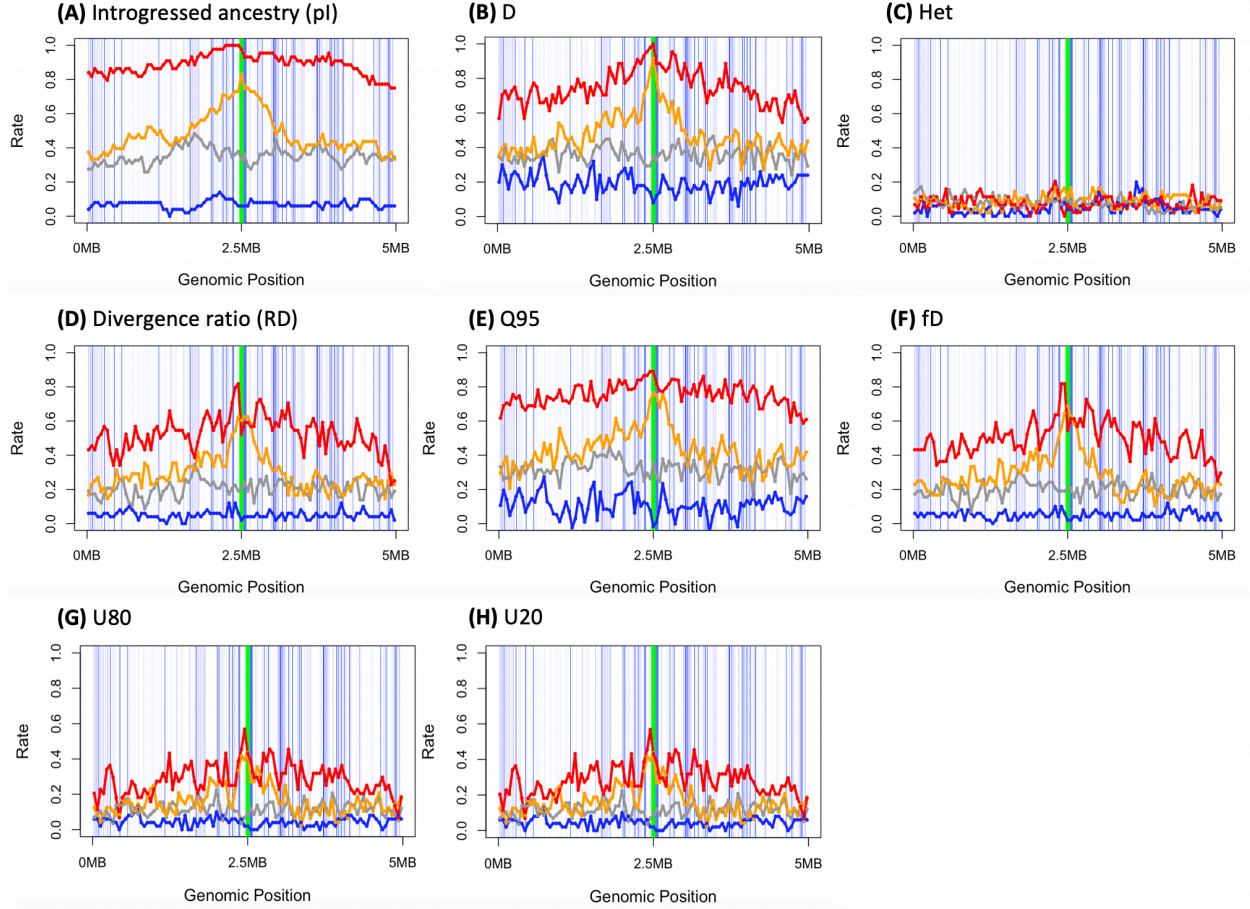 (A) Introgressed ancestry (pI)
Rate
0.0 0.2 0.4 0.6 0.8 1.0
0MB 2.5MB 5MB
Genomic Position
(B) D
Rate
0.0 0.2 0.4 0.6 0.8 1.0
0MB 2.5MB 5MB
Genomic Position
(C) Het
Rate
0.0 0.2 0.4 0.6 0.8 1.0
0MB 2.5MB 5MB
Genomic Position
(D) Divergence ratio (RD)
Rate
0.0 0.2 0.4 0.6 0.8 1.0
0MB 2.5MB 5MB
Genomic Position
(E) Q95
Rate
0.0 0.2 0.4 0.6 0.8 1.0
0MB 2.5MB 5MB
Genomic Position
(F) fD
Rate
0.0 0.2 0.4 0.6 0.8 1.0
0MB 2.5MB 5MB
Genomic Position
(G) U80
Rate
0.0 0.2 0.4 0.6 0.8 1.0
0MB 2.5MB 5MB
Genomic Position
(H) U20
Rate
0.0 0.2 0.4 0.6 0.8 1.0
0MB 2.5MB 5MB
Genomic Position